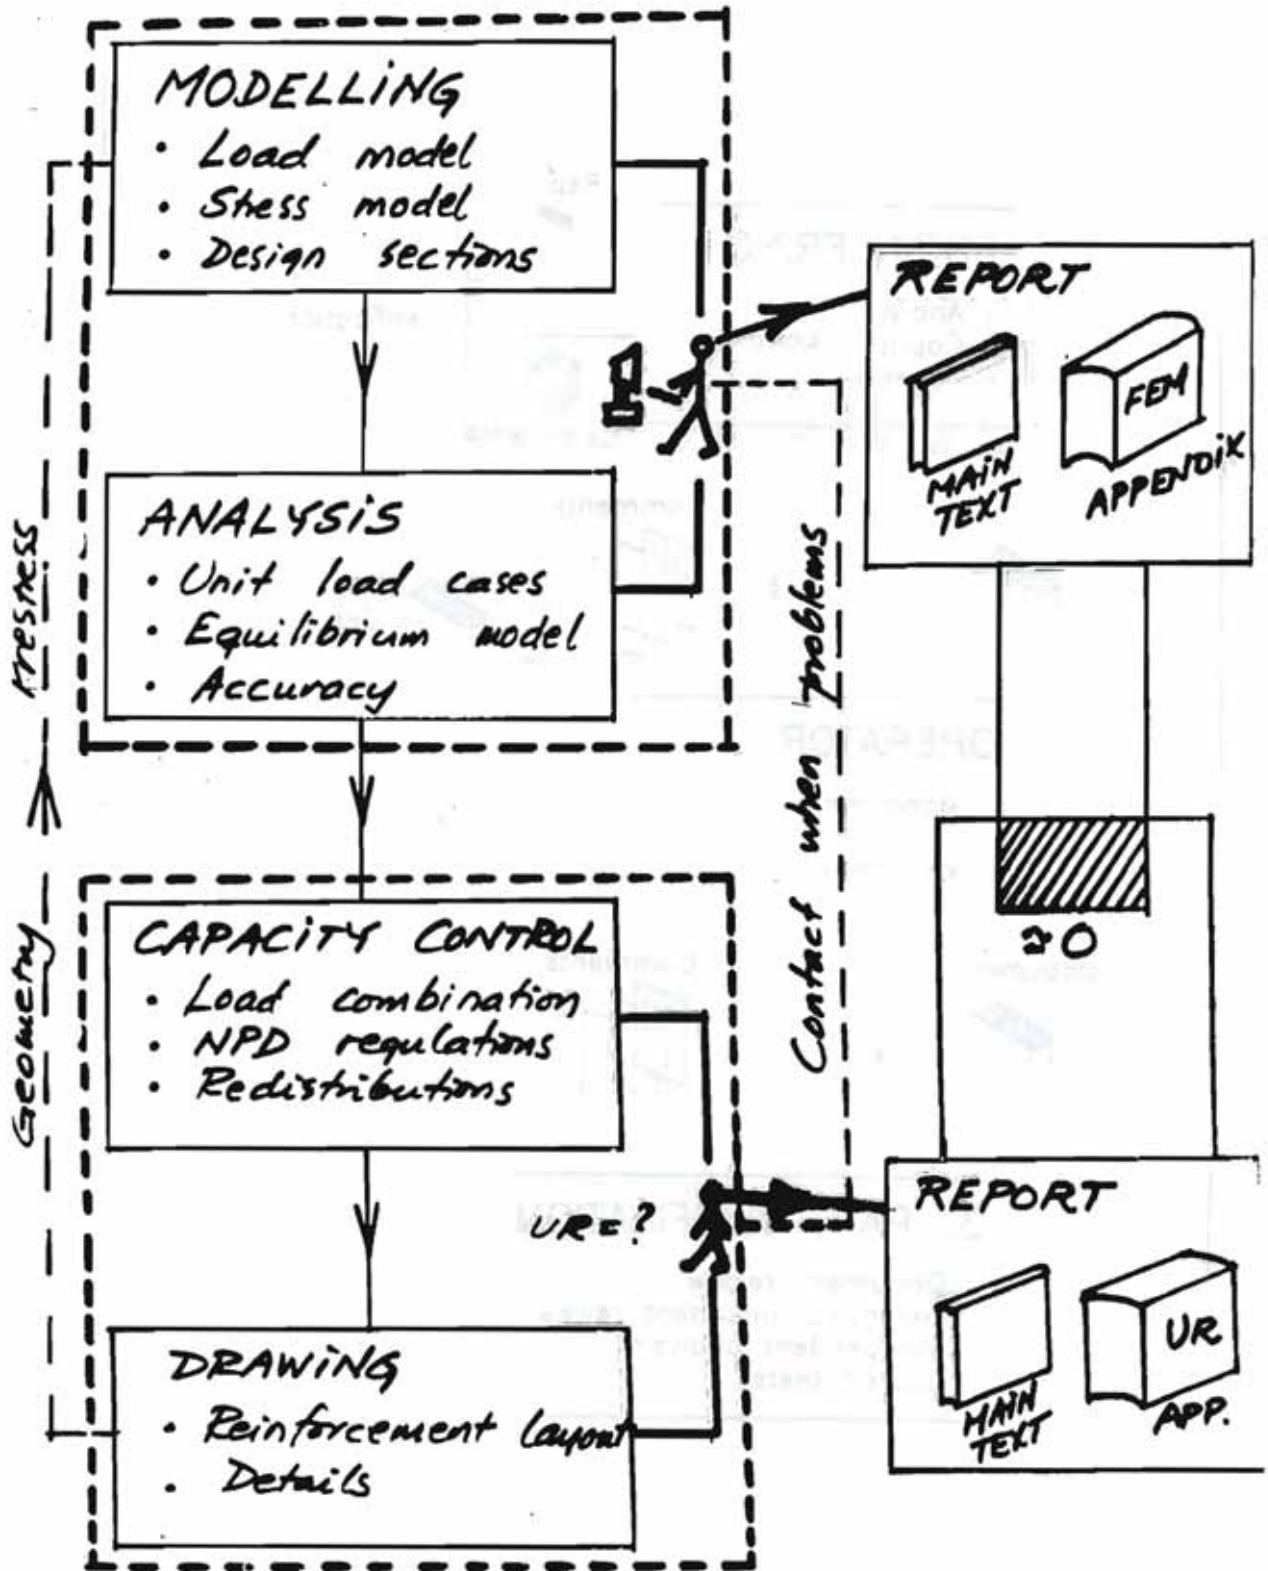 MODELLING
• Load model
• Stress model
• Design sections
ANALYSIS
• Unit load cases
• Equilibrium model
• Accuracy
CAPACITY CONTROL
• Load combination
• NPD regulations
• Redistributions
UR=?
DRAWING
• Reinforcement layout
• Details
Prestress
Geometry
Contact when problems
REPORT
MAIN
TEXT
FEM
APPENDIX
≈0
REPORT
MAIN
TEXT
UR
APP.